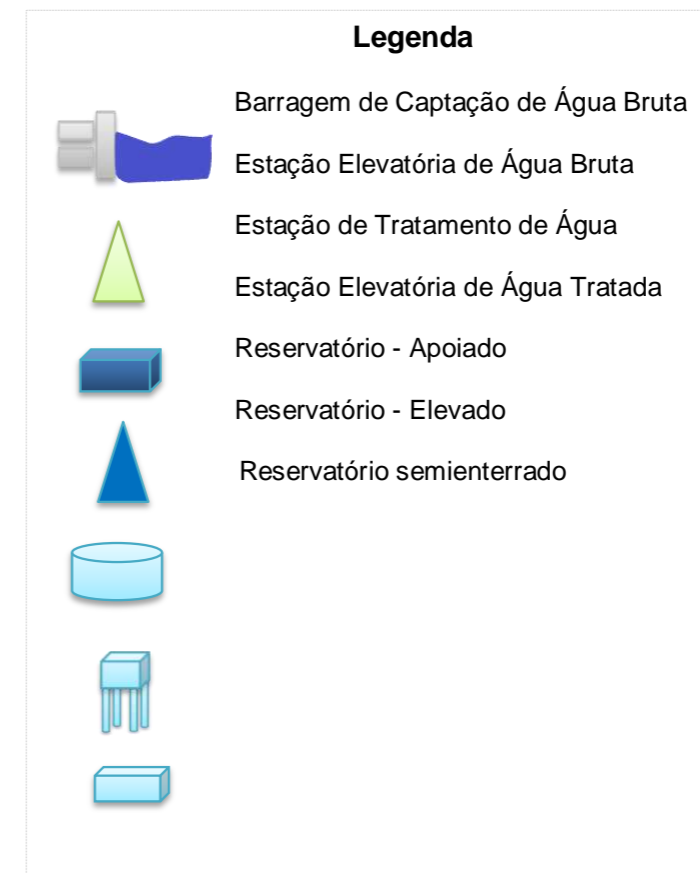 Legenda
Barragem de Captação de Água Bruta
Estação Elevatória de Água Bruta
Estação de Tratamento de Água
Estação Elevatória de Água Tratada
Reservatório - Apoiado
Reservatório - Elevado
Reservatório semienterrado